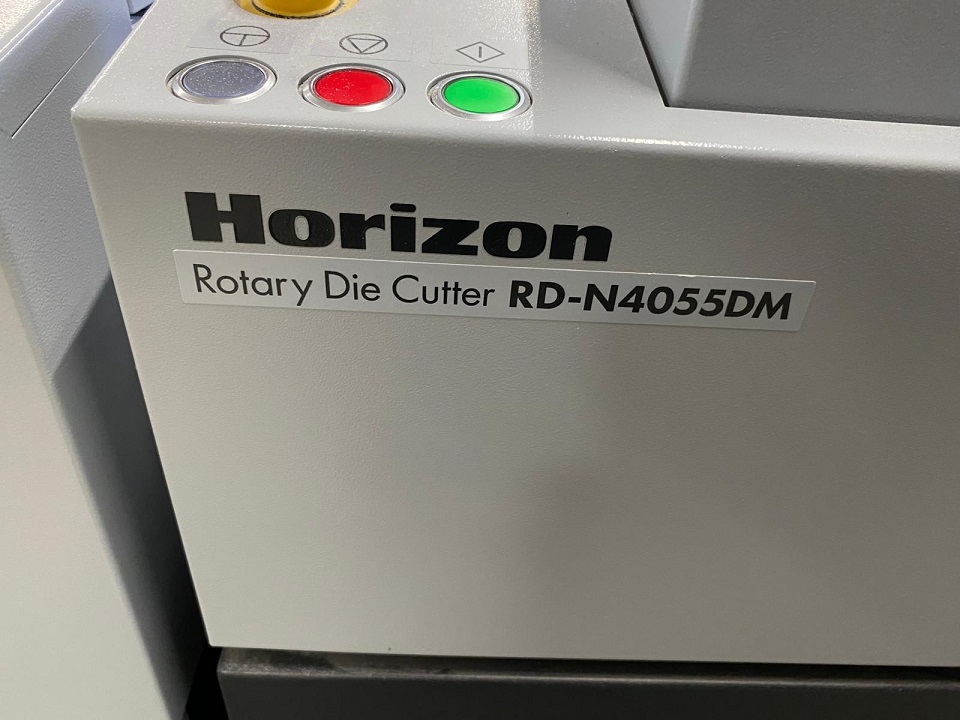 Horizon
Rotary Die Cutter RD-N4055DM